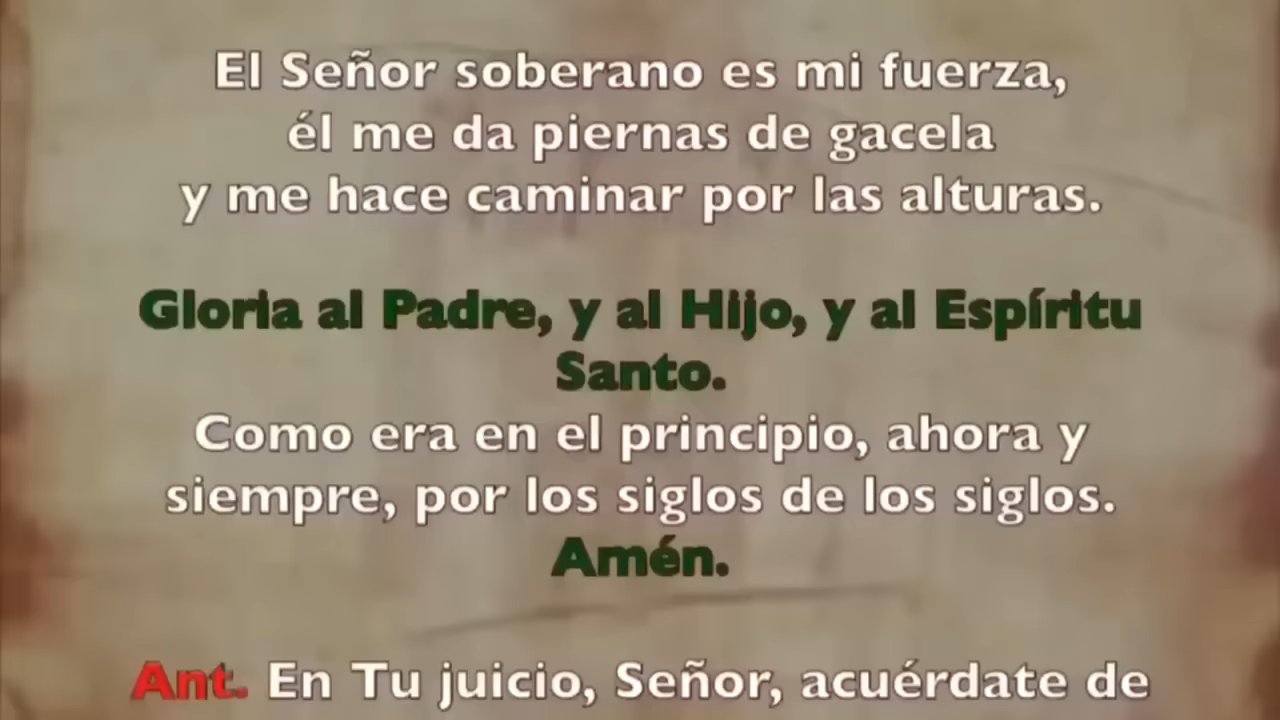 El Señor soberano es mi fuerza,
él me da piernas de gacela
y me hace caminar por las alturas.
Gloria al Padre, y al Hijo, y al Espíritu
Santo.
Como era en el principio, ahora y
siempre, por los siglos de los siglos.
Amén.
Ant. En Tu juicio, Señor, acuérdate de